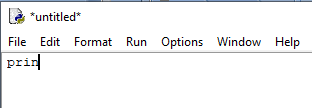 *untitled*
File Edit Format Run Options Window Help
prin